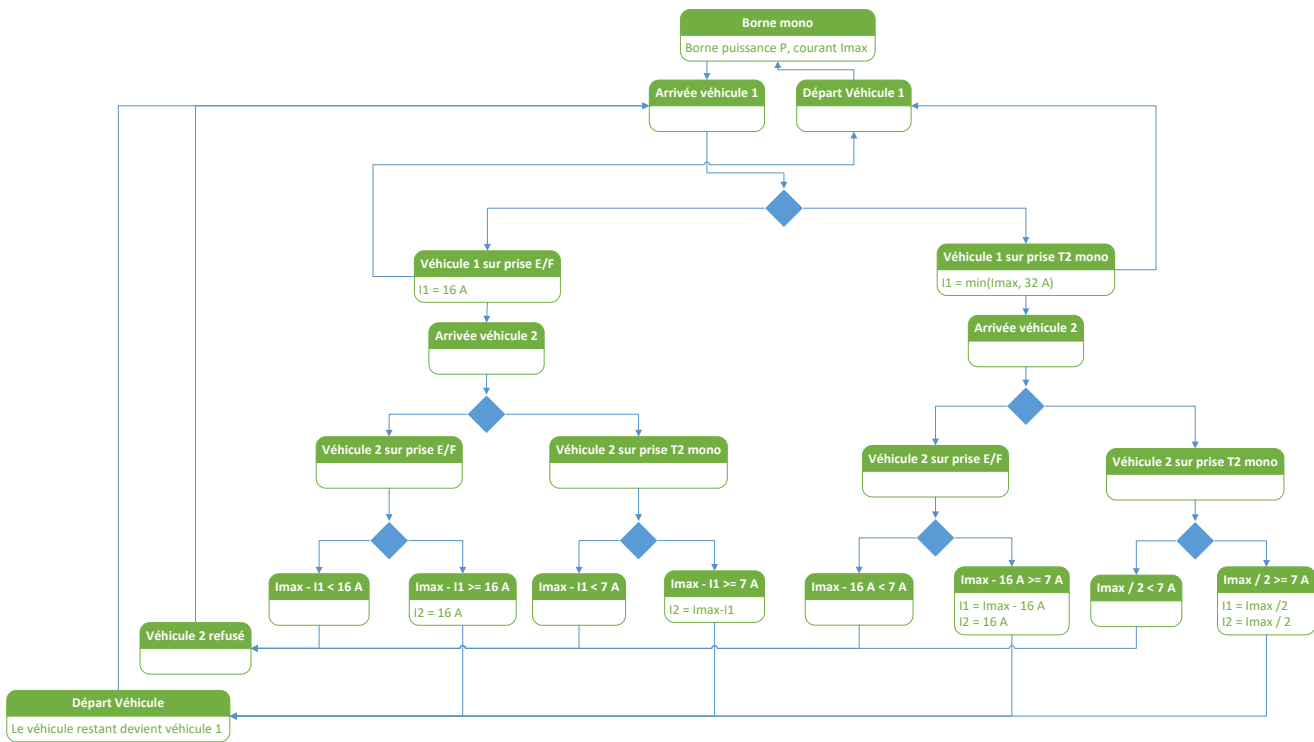 Borne mono
Borne puissance P, courant Imax
Arrivée véhicule 1
Départ Véhicule 1
Véhicule 1 sur prise E/F
I1 = 16 A
Véhicule 1 sur prise T2 mono
I1 = min(Imax, 32 A)
Arrivée véhicule 2
Arrivée véhicule 2
Véhicule 2 sur prise E/F
Véhicule 2 sur prise T2 mono
Véhicule 2 sur prise E/F
Véhicule 2 sur prise T2 mono
Imax - I1 < 16 A
Imax - I1 >= 16 A
I2 = 16 A
Imax - I1 < 7 A
Imax - I1 >= 7 A
I2 = Imax-I1
Imax - 16 A < 7 A
Imax - 16 A >= 7 A
I1 = Imax - 16 A
I2 = 16 A
Imax / 2 < 7 A
Imax / 2 >= 7 A
I1 = Imax /2
I2 = Imax / 2
Véhicule 2 refusé
Départ Véhicule
Le véhicule restant devient véhicule 1